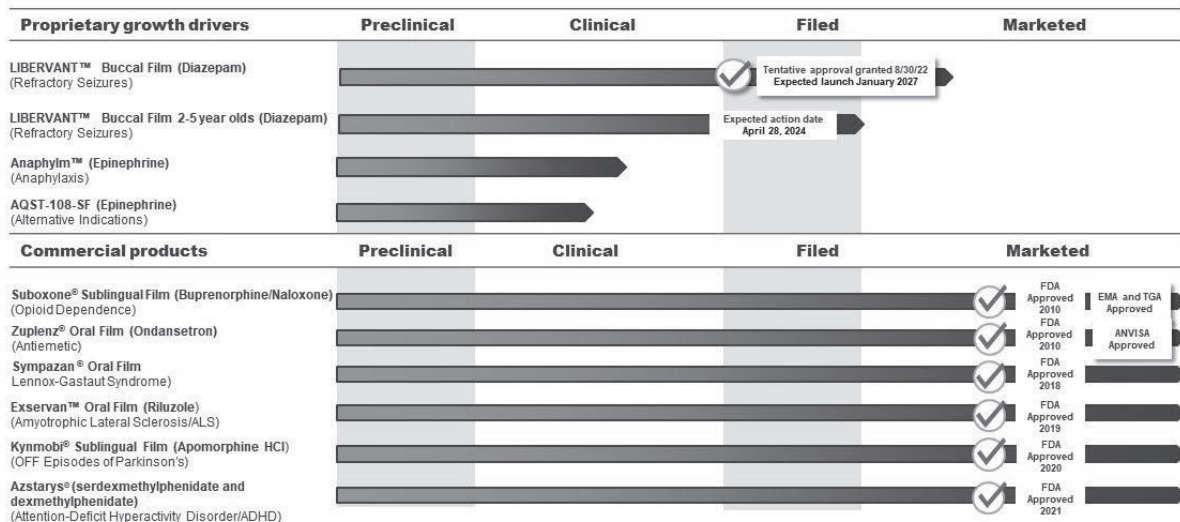 Proprietary growth drivers Preclinical Clinical Filed Marketed
LIBERVANT™ Buccal Film (Diazepam)
(Refractory Seizures)
Tentative approval granted 8/30/22
Expected launch January 2027
LIBERVANT™ Buccal Film 2-5 year olds (Diazepam)
(Refractory Seizures)
Expected action date
April 28, 2024
Anaphylm™ (Epinephrine)
(Anaphylaxis)
AQST-108-SF (Epinephrine)
(Alternative Indications)
Commercial products Preclinical Clinical Filed Marketed
Suboxone® Sublingual Film (Buprenorphine/Naloxone)
(Opioid Dependence)
FDA
Approved
2010
EMA and TGA
Approved
Zuplenz® Oral Film (Ondansetron)
(Antiemetic)
FDA
Approved
2010
ANVISA
Approved
Sympazan® Oral Film
Lennox-Gastaut Syndrome)
FDA
Approved
2018
Exservan™ Oral Film (Riluzole)
(Amyotrophic Lateral Sclerosis/ALS)
FDA
Approved
2019
Kynmobi® Sublingual Film (Apomorphine HCl)
(OFF Episodes of Parkinson's)
FDA
Approved
2020
Azstarys® (serdexmethylphenidate and
dexmethylphenidate)
(Attention-Deficit Hyperactivity Disorder/ADHD)
FDA
Approved
2021